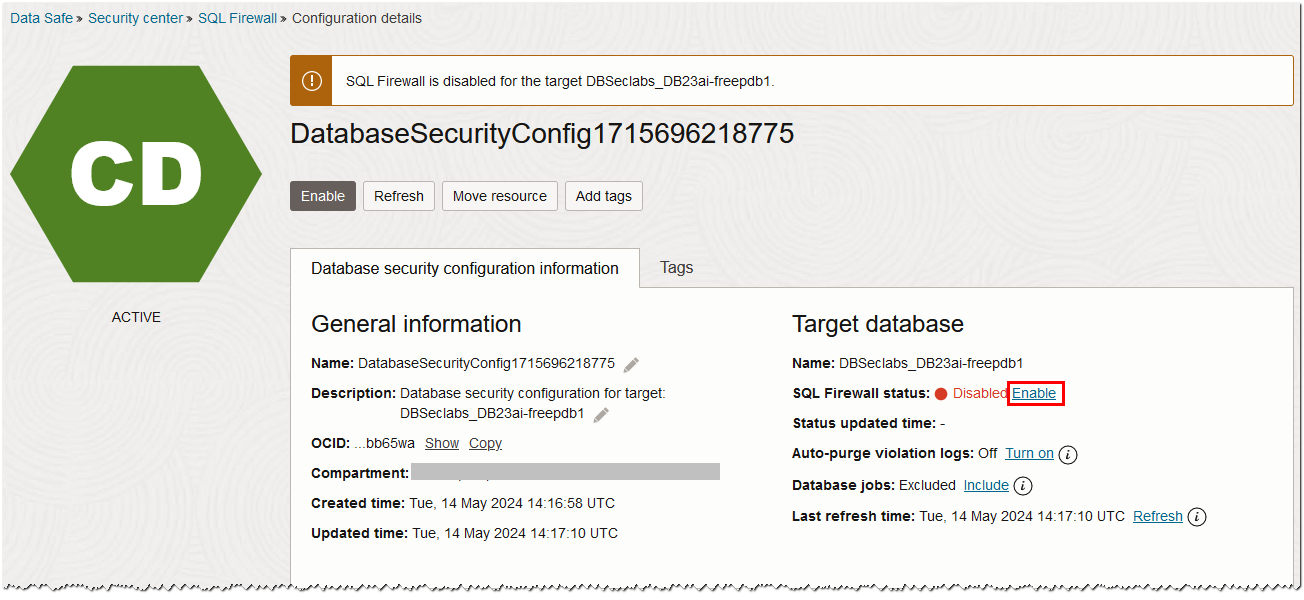 Data Safe » Security center » SQL Firewall » Configuration details
CD
ACTIVE
SQL Firewall is disabled for the target DBSeclabs_DB23ai-freepdb1.
DatabaseSecurityConfig1715696218775
Enable Refresh Move resource Add tags
Database security configuration information Tags
General information
Name: DatabaseSecurityConfig1715696218775
Description: Database security configuration for target:
DBSeclabs_DB23ai-freepdb1
OCID: ...bb65wa Show Copy
Compartment:
Created time: Tue, 14 May 2024 14:16:58 UTC
Updated time: Tue, 14 May 2024 14:17:10 UTC
Target database
Name: DBSeclabs_DB23ai-freepdb1
SQL Firewall status: Disabled Enable
Status updated time: -
Auto-purge violation logs: Off Turn on
Database jobs: Excluded Include
Last refresh time: Tue, 14 May 2024 14:17:10 UTC Refresh